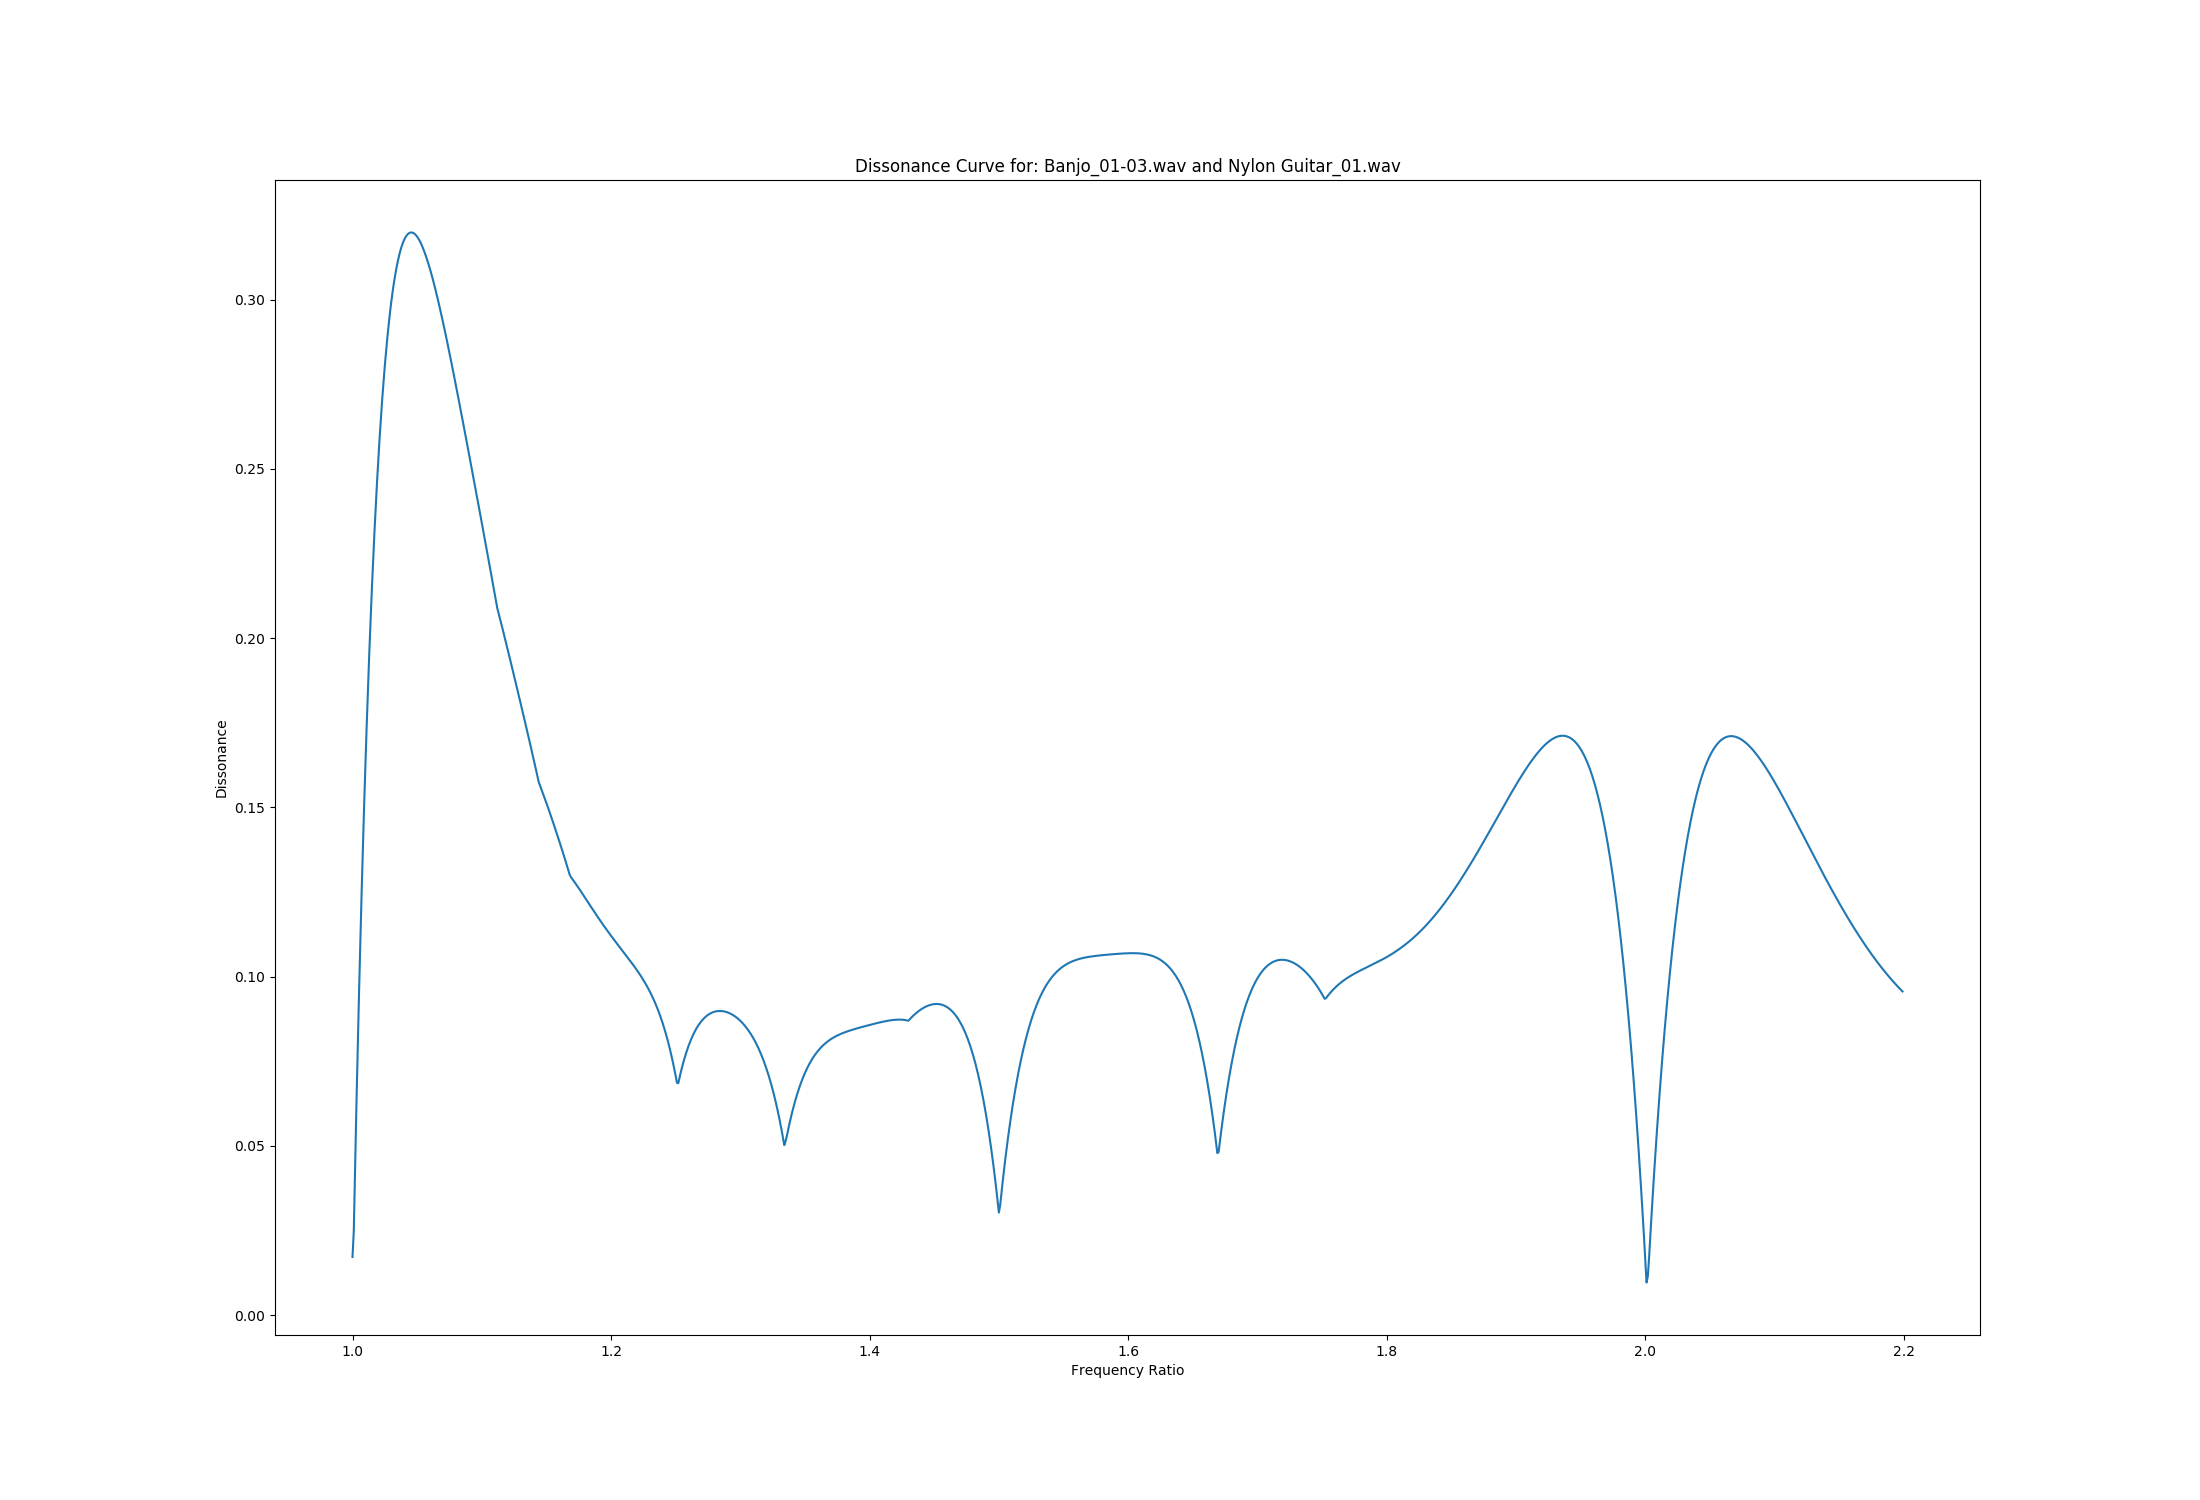 Dissonance Curve for: Banjo_01-03.wav and Nylon Guitar_01.wav
0.30
0.25
0.20
0.15
0.10
0.05
0.00
Dissonance
1.0 1.2 1.4 1.6 1.8 2.0 2.2
Frequency Ratio